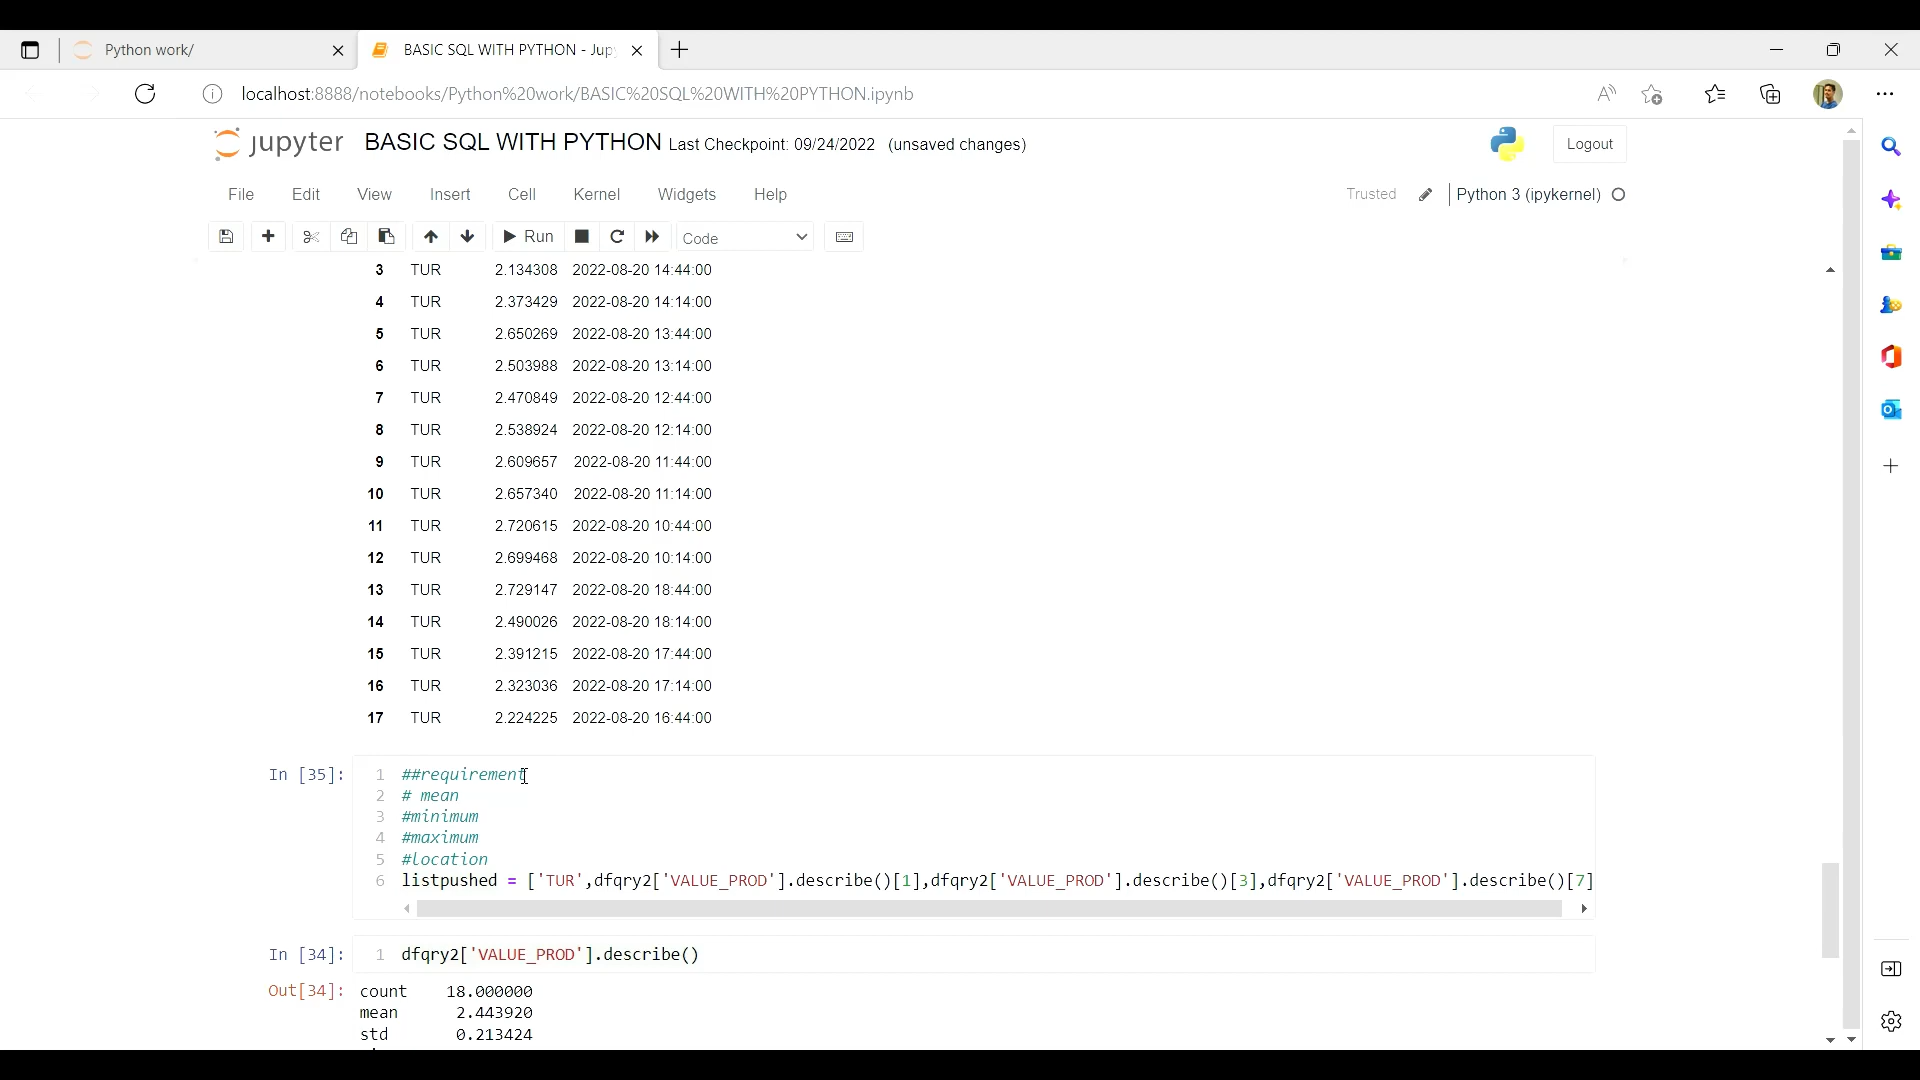 Python work/
BASIC SQL WITH PYTHON - Jup
localhost:8888/notebooks/Python%20work/BASIC%20SQL%20WITH%20PYTHON.ipynb
jupyter BASIC SQL WITH PYTHON Last Checkpoint: 09/24/2022 (unsaved changes)
Logout
File Edit View Insert Cell Kernel Widgets Help
Trusted Python 3 (ipykernel)
Run Code
3 TUR 2.134308 2022-08-20 14:44:00
4 TUR 2.373429 2022-08-20 14:14:00
5 TUR 2.650269 2022-08-20 13:44:00
6 TUR 2.503988 2022-08-20 13:14:00
7 TUR 2.470849 2022-08-20 12:44:00
8 TUR 2.538924 2022-08-20 12:14:00
9 TUR 2.609657 2022-08-20 11:44:00
10 TUR 2.657340 2022-08-20 11:14:00
11 TUR 2.720615 2022-08-20 10:44:00
12 TUR 2.699468 2022-08-20 10:14:00
13 TUR 2.729147 2022-08-20 18:44:00
14 TUR 2.490026 2022-08-20 18:14:00
15 TUR 2.391215 2022-08-20 17:44:00
16 TUR 2.323036 2022-08-20 17:14:00
17 TUR 2.224225 2022-08-20 16:44:00
In [35]: 1 ##requirement
2 # mean
3 #minimum
4 #maximum
5 #location
6 listpushed = ['TUR',dfqry2['VALUE_PROD'].describe()[1],dfqry2['VALUE_PROD'].describe()[3],dfqry2['VALUE_PROD'].describe()[7]
In [34]: 1 dfqry2['VALUE_PROD'].describe()
Out[34]: count 18.000000
mean 2.443920
std 0.213424